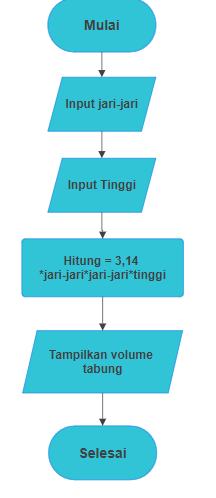 Mulai
Input jari-jari
Input Tinggi
Hitung = 3,14
*jari-jari*jari-jari*tinggi
Tampilkan volume
tabung
Selesai